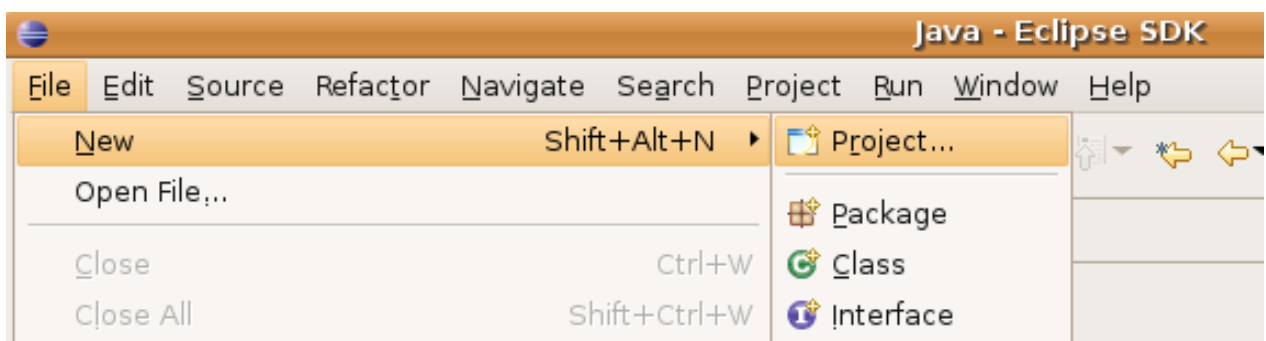 Java - Eclipse SDK
File Edit Source Refactor Navigate Search Project Run Window Help
New Shift+Alt+N Project...
Open File...
Package
Close Ctrl+W Class
Close All Shift+Ctrl+W Interface